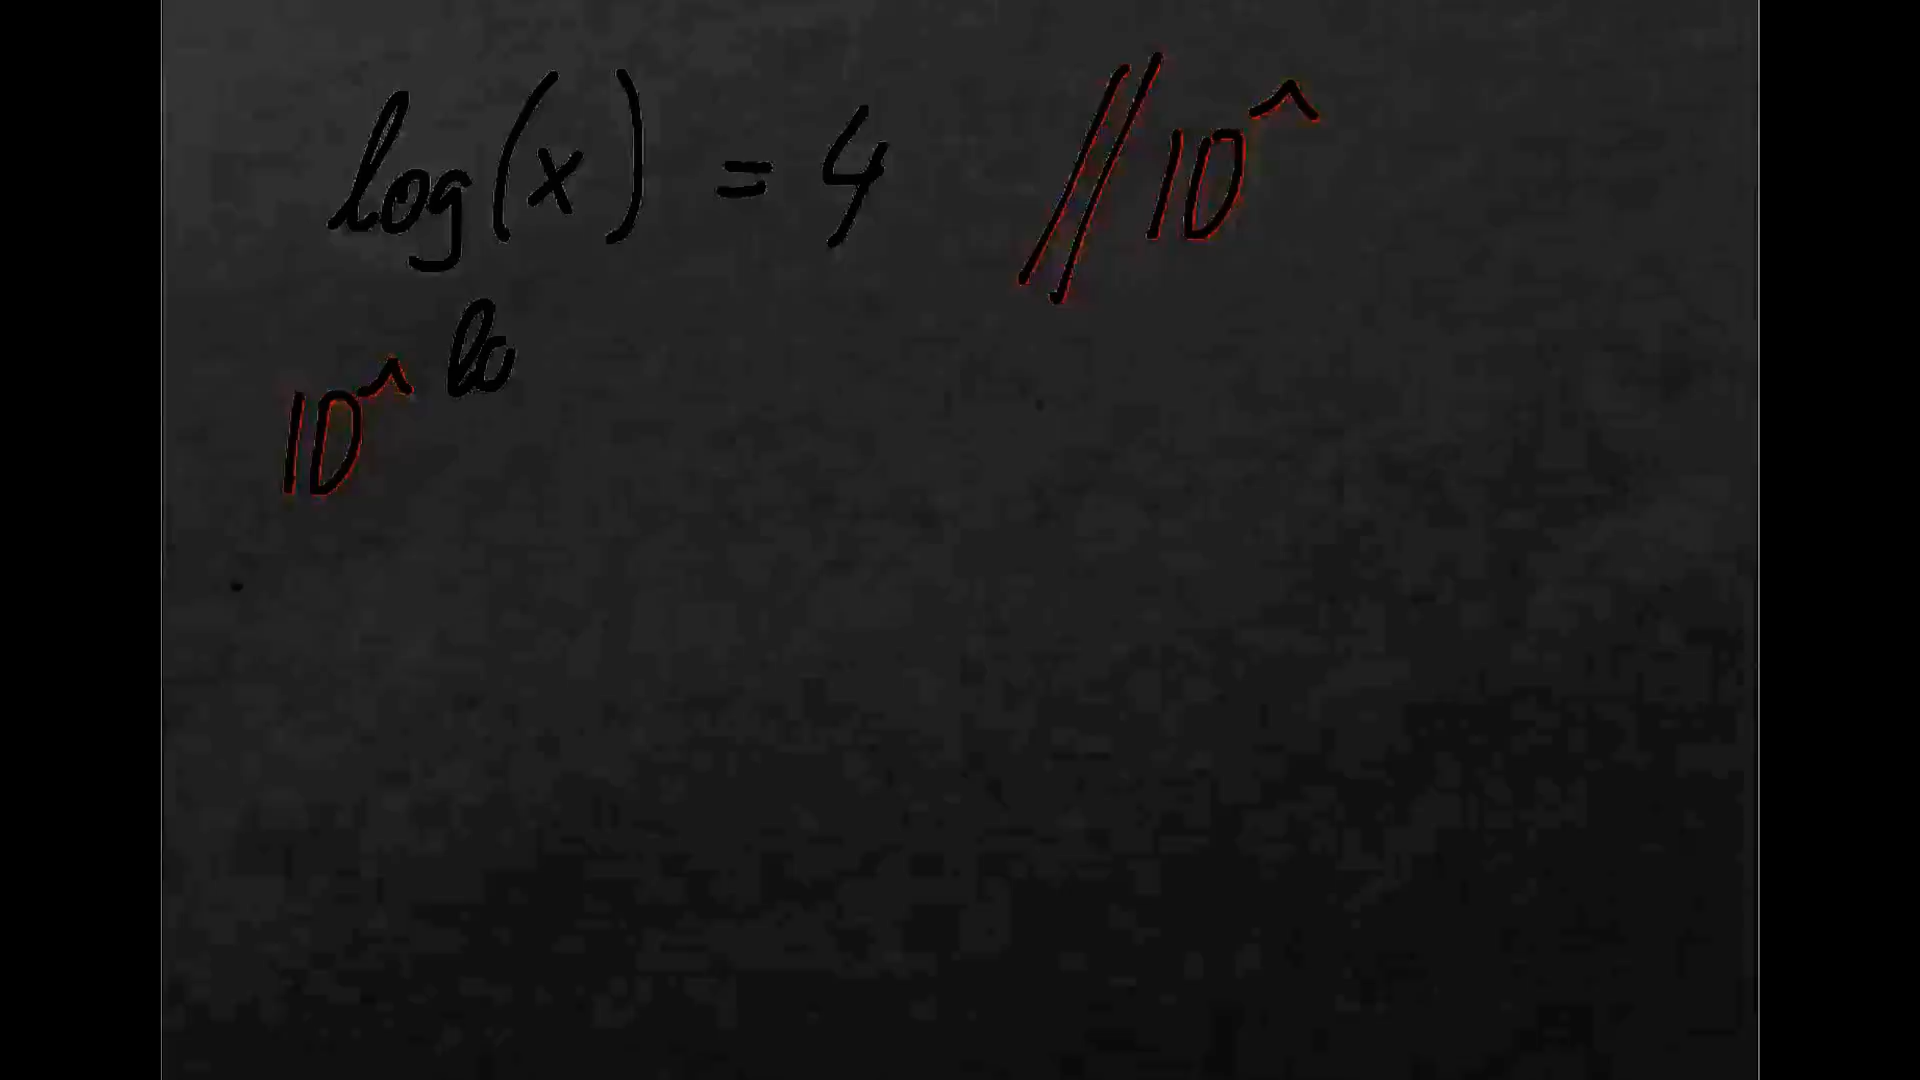 log(x) = 4 // 10^
10^ lo